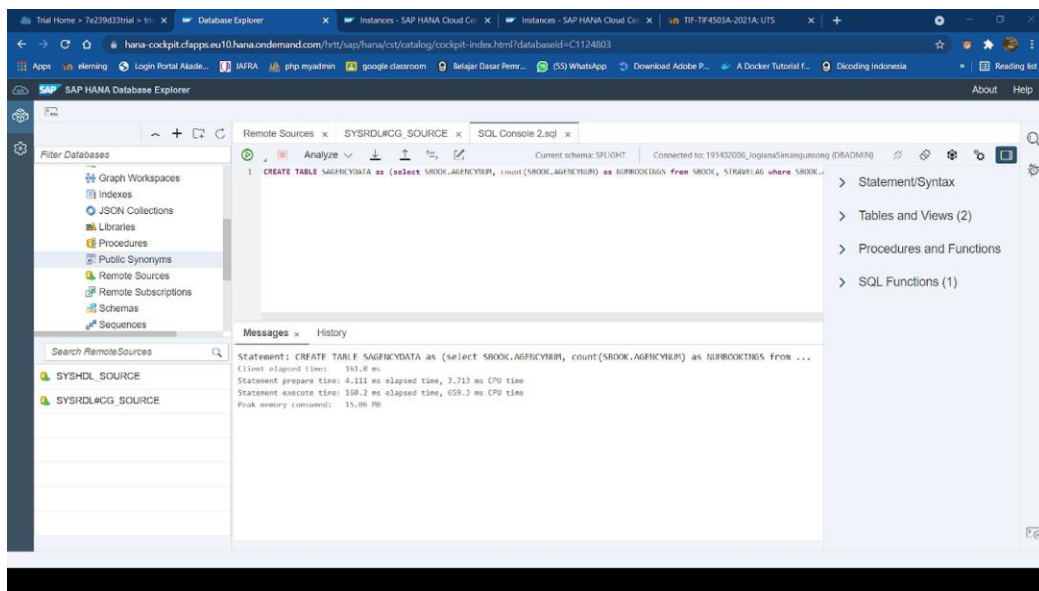 Trial Home > 7e239d33trial > tri
Database Explorer
Instances - SAP HANA Cloud Cen
Instances - SAP HANA Cloud Cen
TIF-TIF4503A-2021A: UTS
hana-cockpit.cfapps.eu10.hana.ondemand.com/hrtt/sap/hana/cst/catalog/cockpit-index.html?databaseid=C1124803
Apps
elerning
Login Portal Akade...
IAFRA
php myadmin
google classroom
Belajar Dasar Pemr...
(55) WhatsApp
Download Adobe P...
A Docker Tutorial f...
Dicoding Indonesia
Reading list
SAP SAP HANA Database Explorer
About Help
Remote Sources
SYSRDL#CG_SOURCE
SQL Console 2.sql
Filter Databases
Analyze
Current schema: SFLIGHT
Connected to: 191402006_logianaSimangunsong (DBADMIN)
1 CREATE TABLE SAGENCYDATA as (select SBOOK.AGENCYNUM, count(SBOOK.AGENCYNUM) as NUMBOOKINGS from SBOOK, STRAVELAG where SBOOK..
Graph Workspaces
Indexes
JSON Collections
Libraries
Procedures
Public Synonyms
Remote Sources
Remote Subscriptions
Schemas
Sequences
Statement/Syntax
Tables and Views (2)
Procedures and Functions
SQL Functions (1)
Search RemoteSources
SYSHDL_SOURCE
SYSRDL#CG_SOURCE
Messages
History
Statement: CREATE TABLE SAGENCYDATA as (select SBOOK.AGENCYNUM, count(SBOOK.AGENCYNUM) as NUMBOOKINGS from ...
Client elapsed time: 161.0 ms
Statement prepare time: 4.111 ms elapsed time, 3.713 ms CPU time
Statement execute time: 160.2 ms elapsed time, 659.3 ms CPU time
Peak memory consumed: 15.06 MB